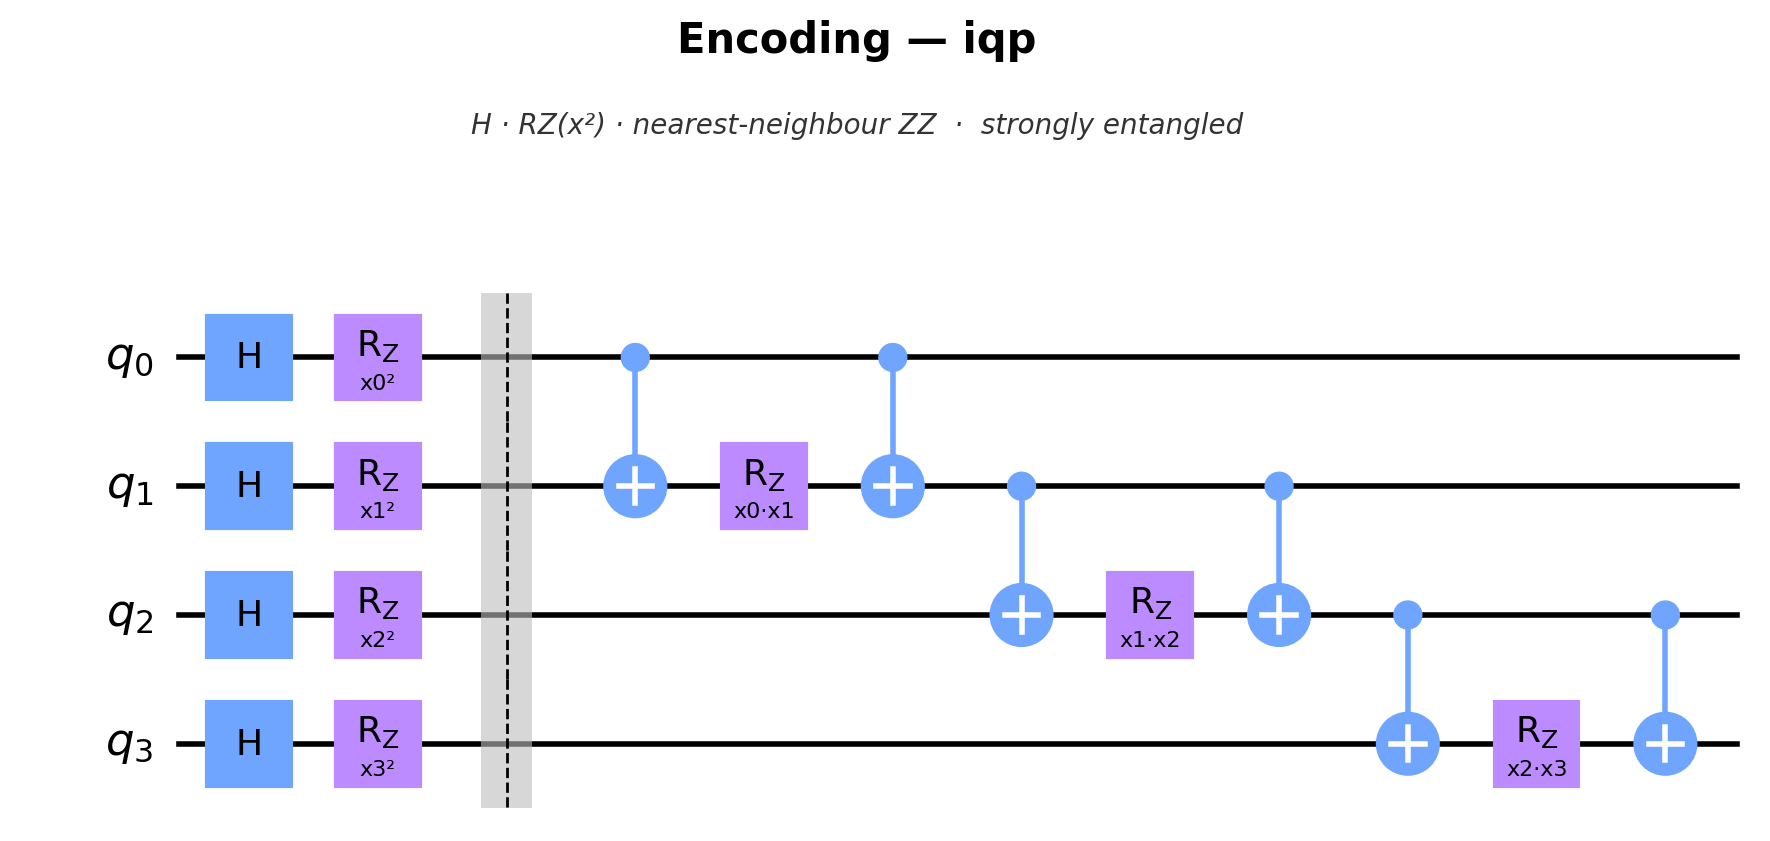 Encoding — iqp
H · RZ(x²) · nearest-neighbour ZZ · strongly entangled
q0 H RZ x0²
q1 H RZ x1² RZ x0·x1
q2 H RZ x2² RZ x1·x2
q3 H RZ x3² RZ x2·x3